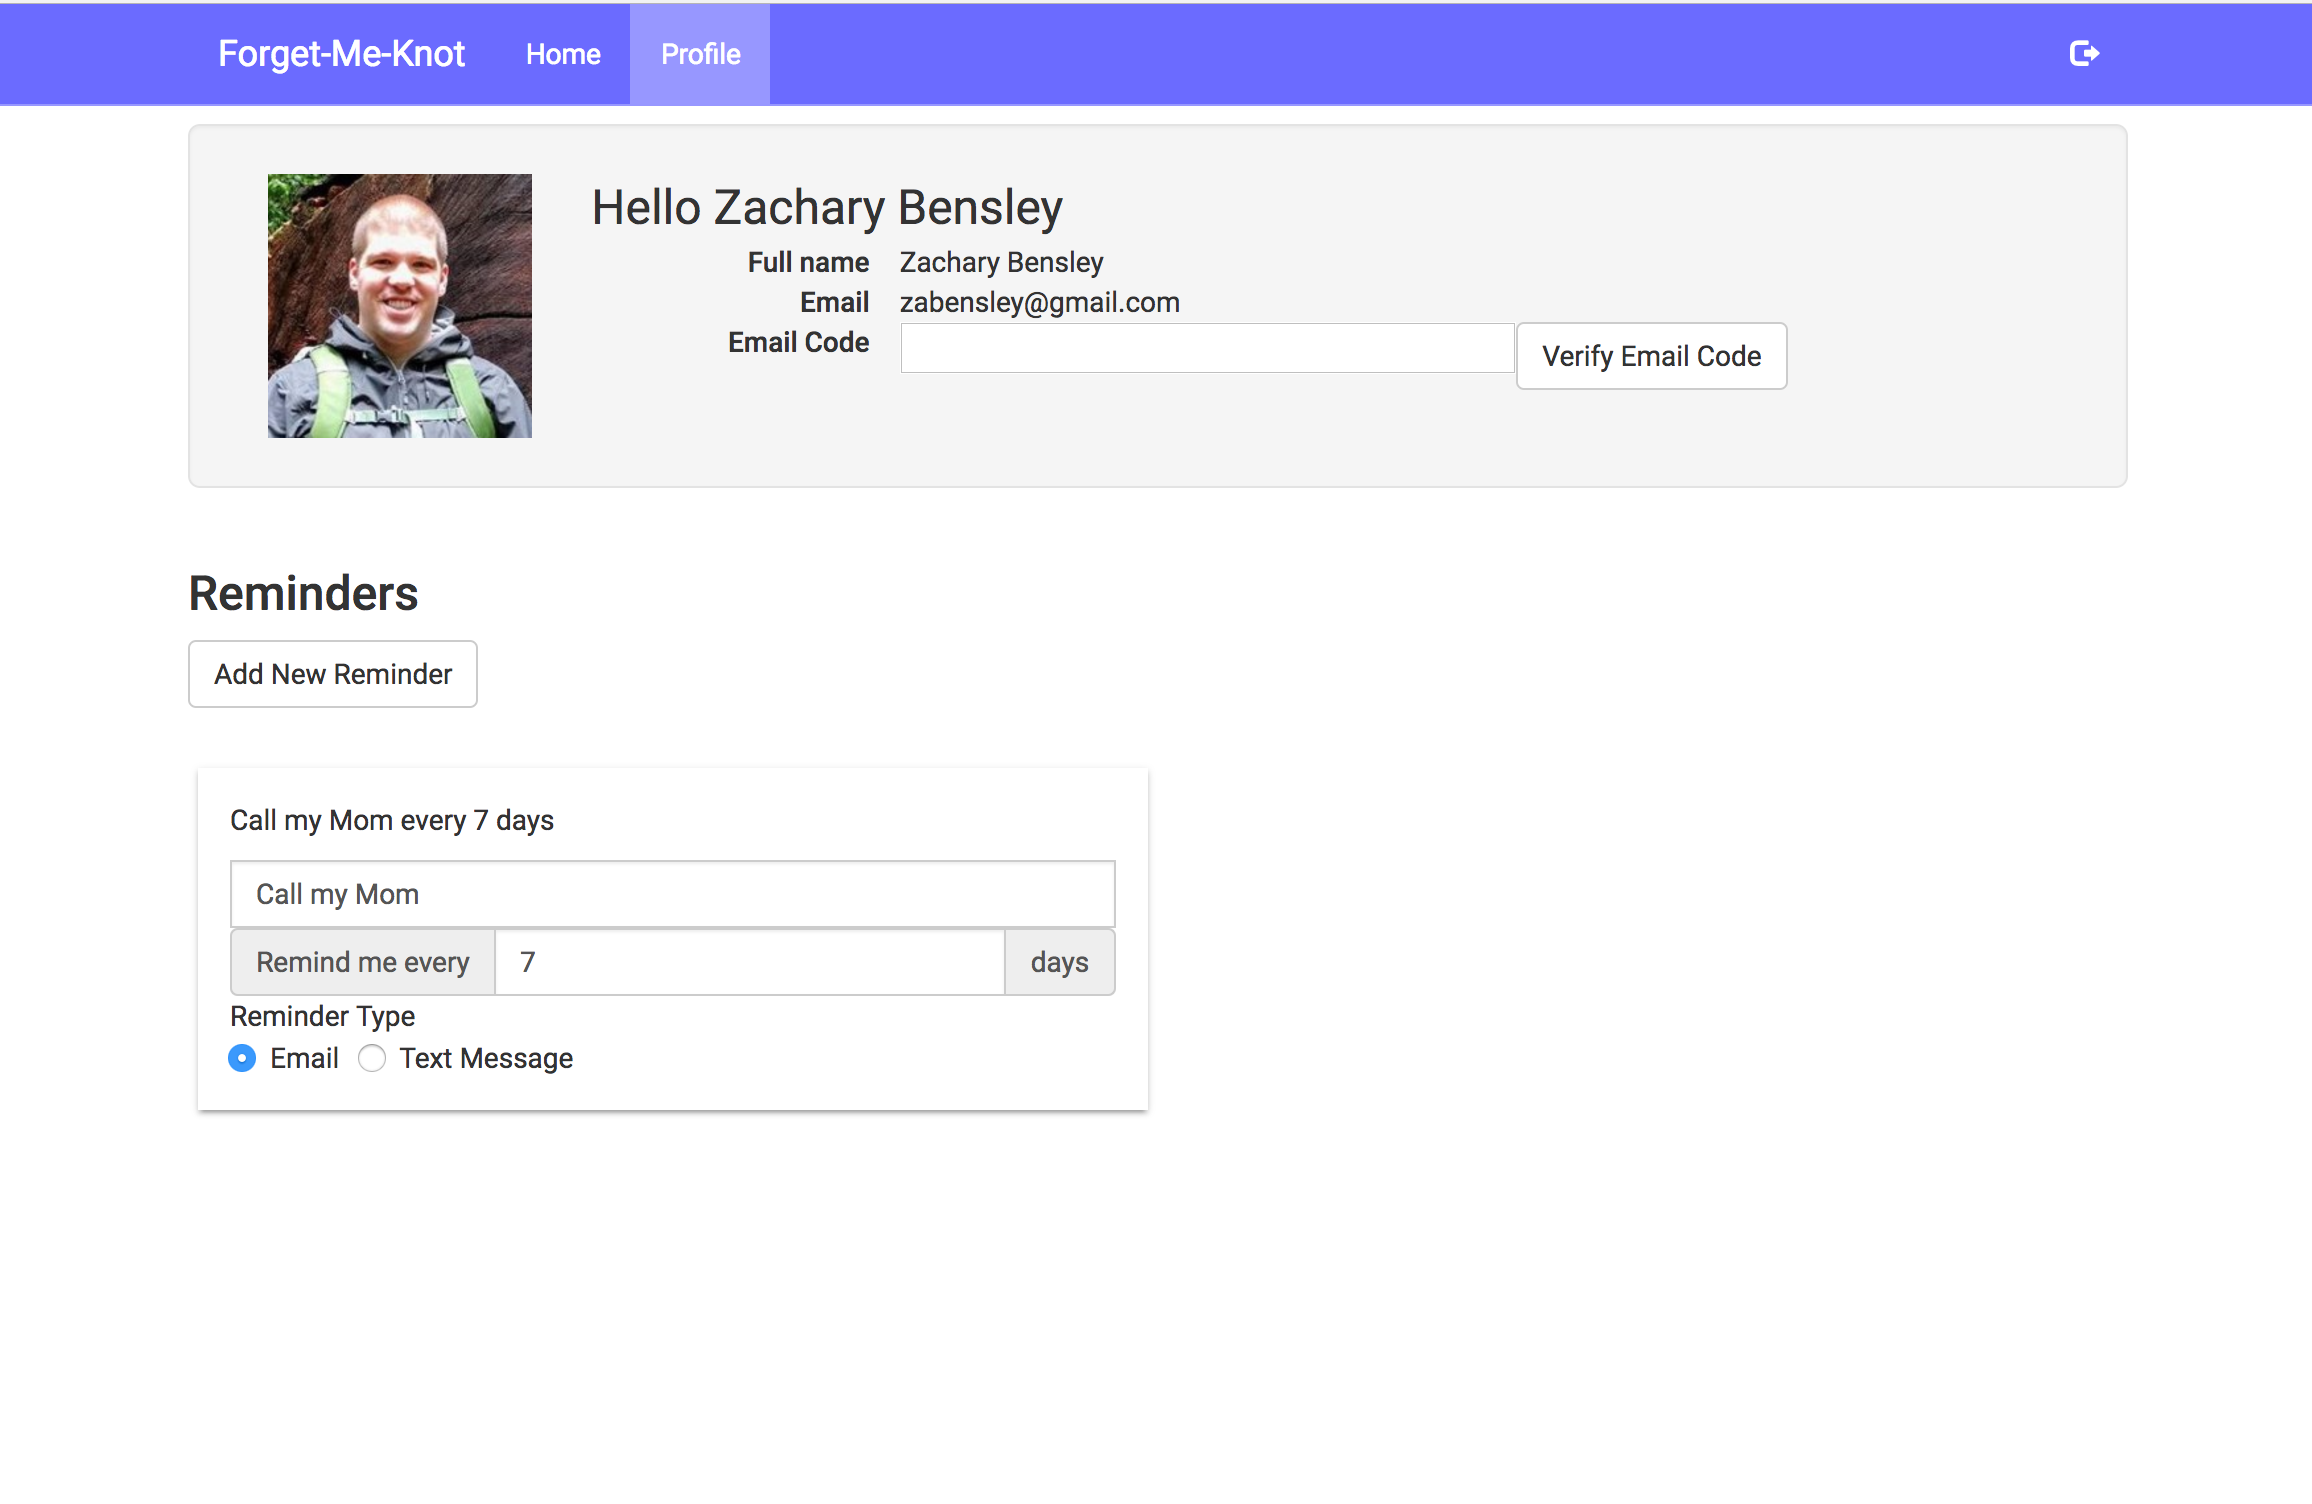 Forget-Me-Knot Home Profile
Hello Zachary Bensley
Full name Zachary Bensley
Email zabensley@gmail.com
Email Code Verify Email Code
Reminders
Add New Reminder
Call my Mom every 7 days
Call my Mom
Remind me every 7 days
Reminder Type
Email Text Message